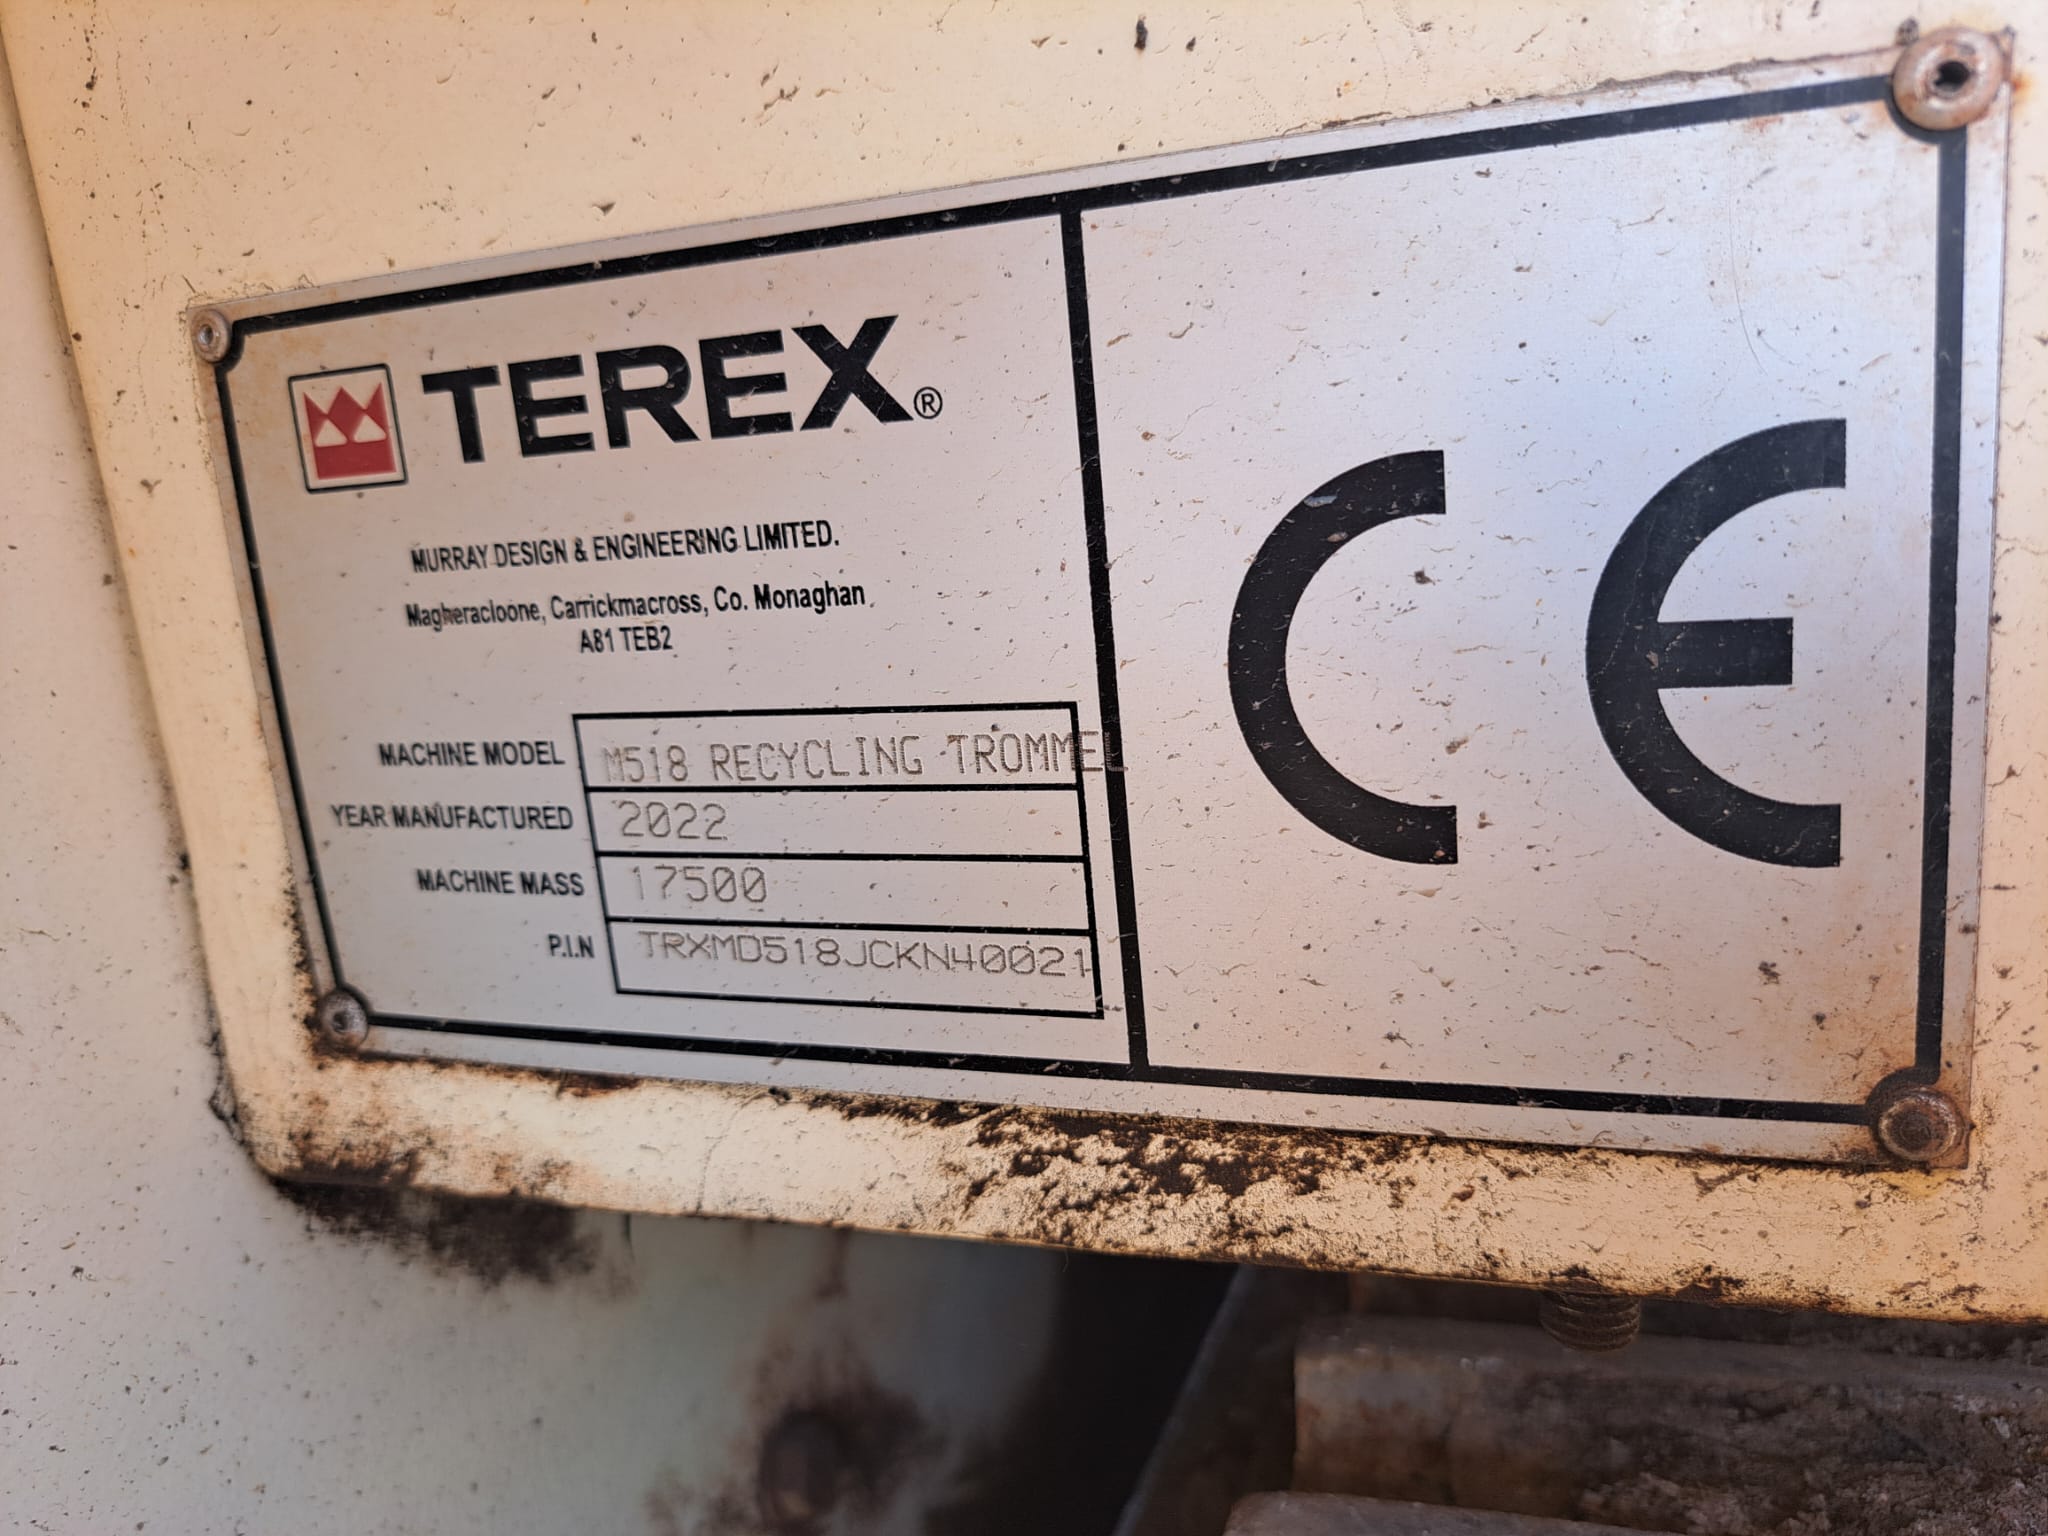 TEREX®
MURRAY DESIGN & ENGINEERING LIMITED.
Magheracloone, Carrickmacross, Co. Monaghan
A81 TEB2
MACHINE MODEL M518 RECYCLING TROMMEL
YEAR MANUFACTURED 2022
MACHINE MASS 17500
P.I.N TRXMD518JCKN40021
CE